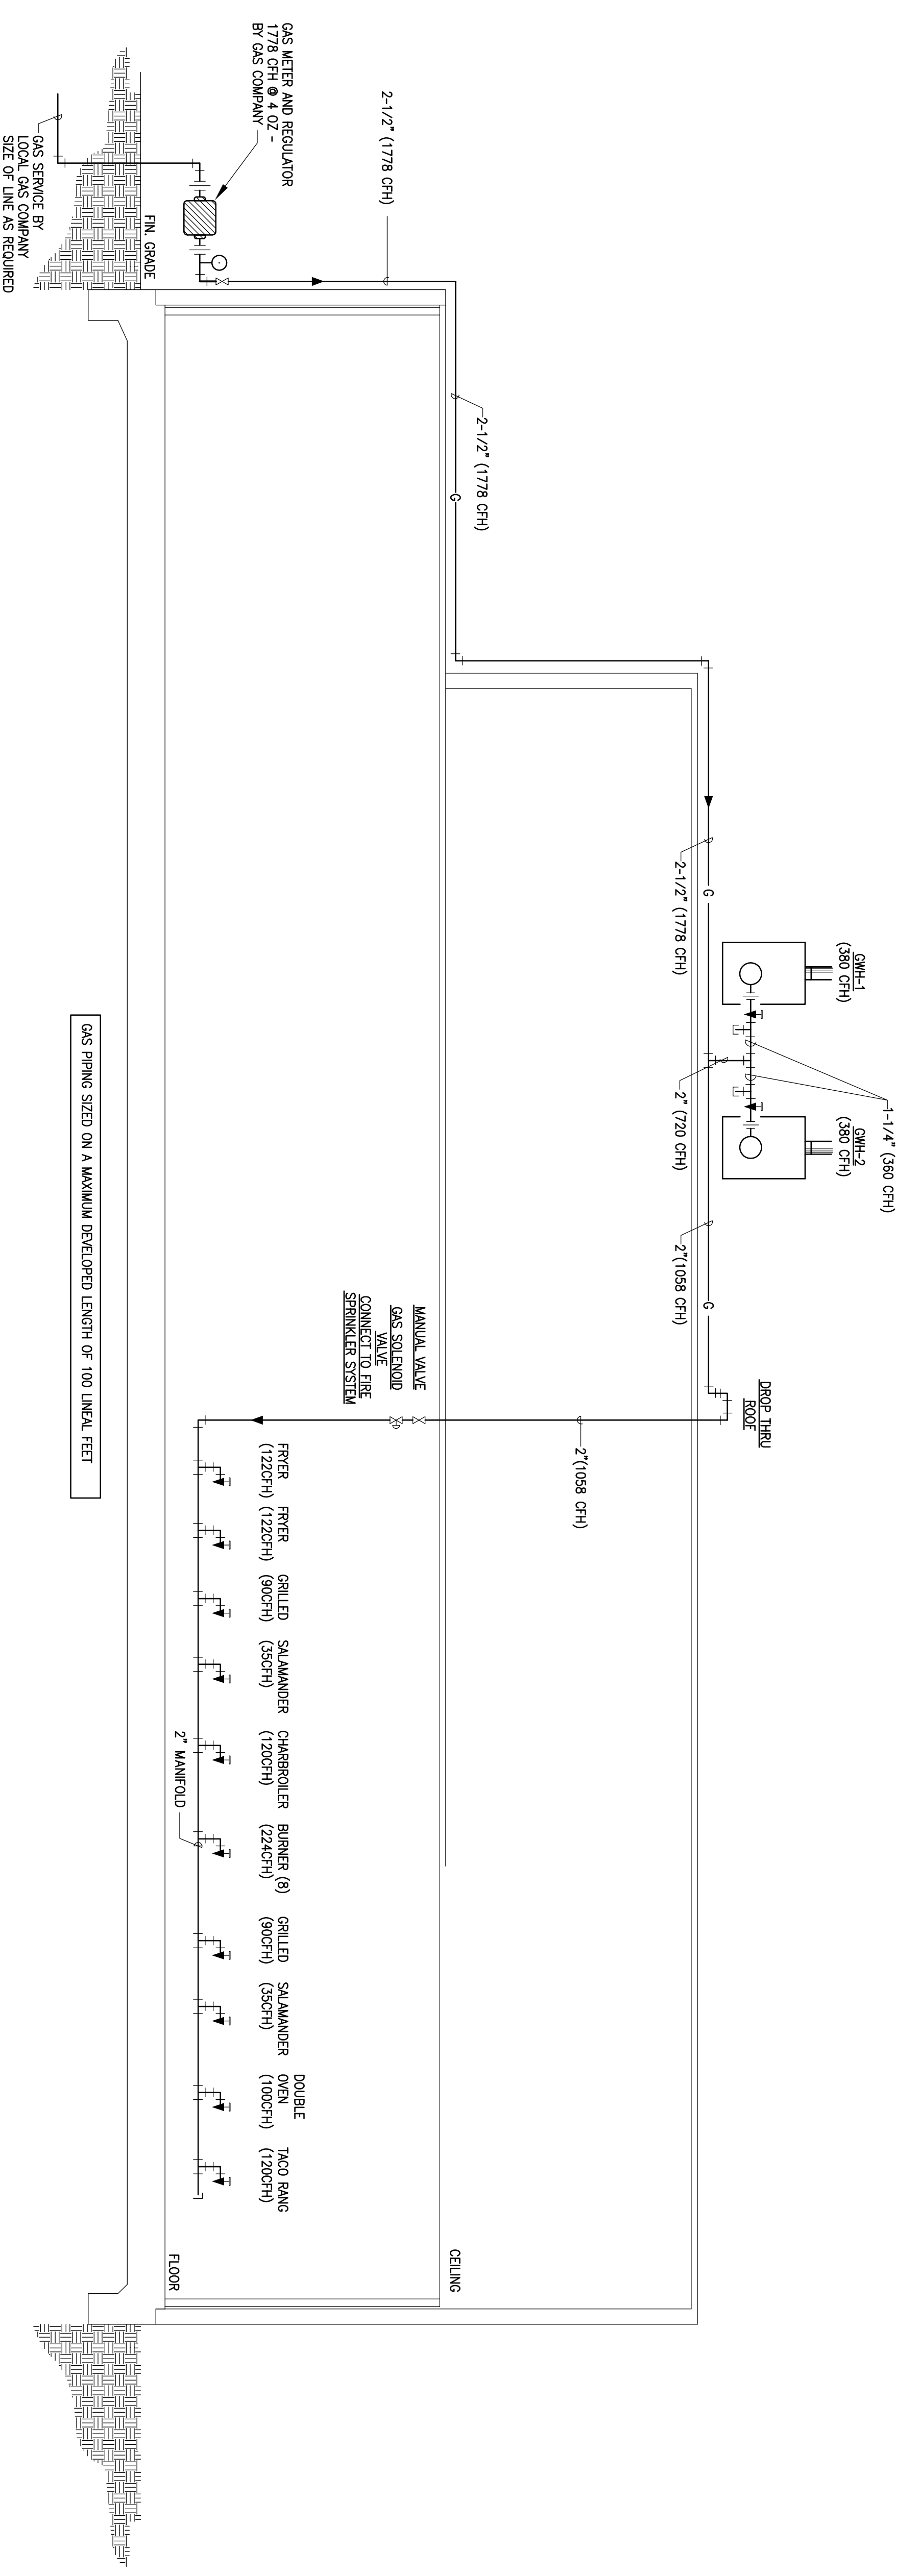 GWH-1
(380 CFH)
GWH-2
(380 CFH)
1-1/4" (360 CFH)
2" (720 CFH)
G
2-1/2" (1778 CFH)
G
2"(1058 CFH)
DROP THRU
ROOF
2-1/2" (1778 CFH)
2-1/2" (1778 CFH)
G
2"(1058 CFH)
GAS METER AND REGULATOR
1778 CFH @ 4 OZ -
BY GAS COMPANY
MANUAL VALVE
GAS SOLENOID
VALVE
CONNECT TO FIRE
SPRINKLER SYSTEM
CEILING
FRYER
(122CFH)
FRYER
(122CFH)
GRILLED
(90CFH)
SALAMANDER
(35CFH)
CHARBROILER
(120CFH)
BURNER (8)
(224CFH)
GRILLED
(90CFH)
SALAMANDER
(35CFH)
DOUBLE
OVEN
(100CFH)
TACO RANG
(120CFH)
2" MANIFOLD
FIN. GRADE
FLOOR
GAS SERVICE BY
LOCAL GAS COMPANY
SIZE OF LINE AS REQUIRED
GAS PIPING SIZED ON A MAXIMUM DEVELOPED LENGTH OF 100 LINEAL FEET